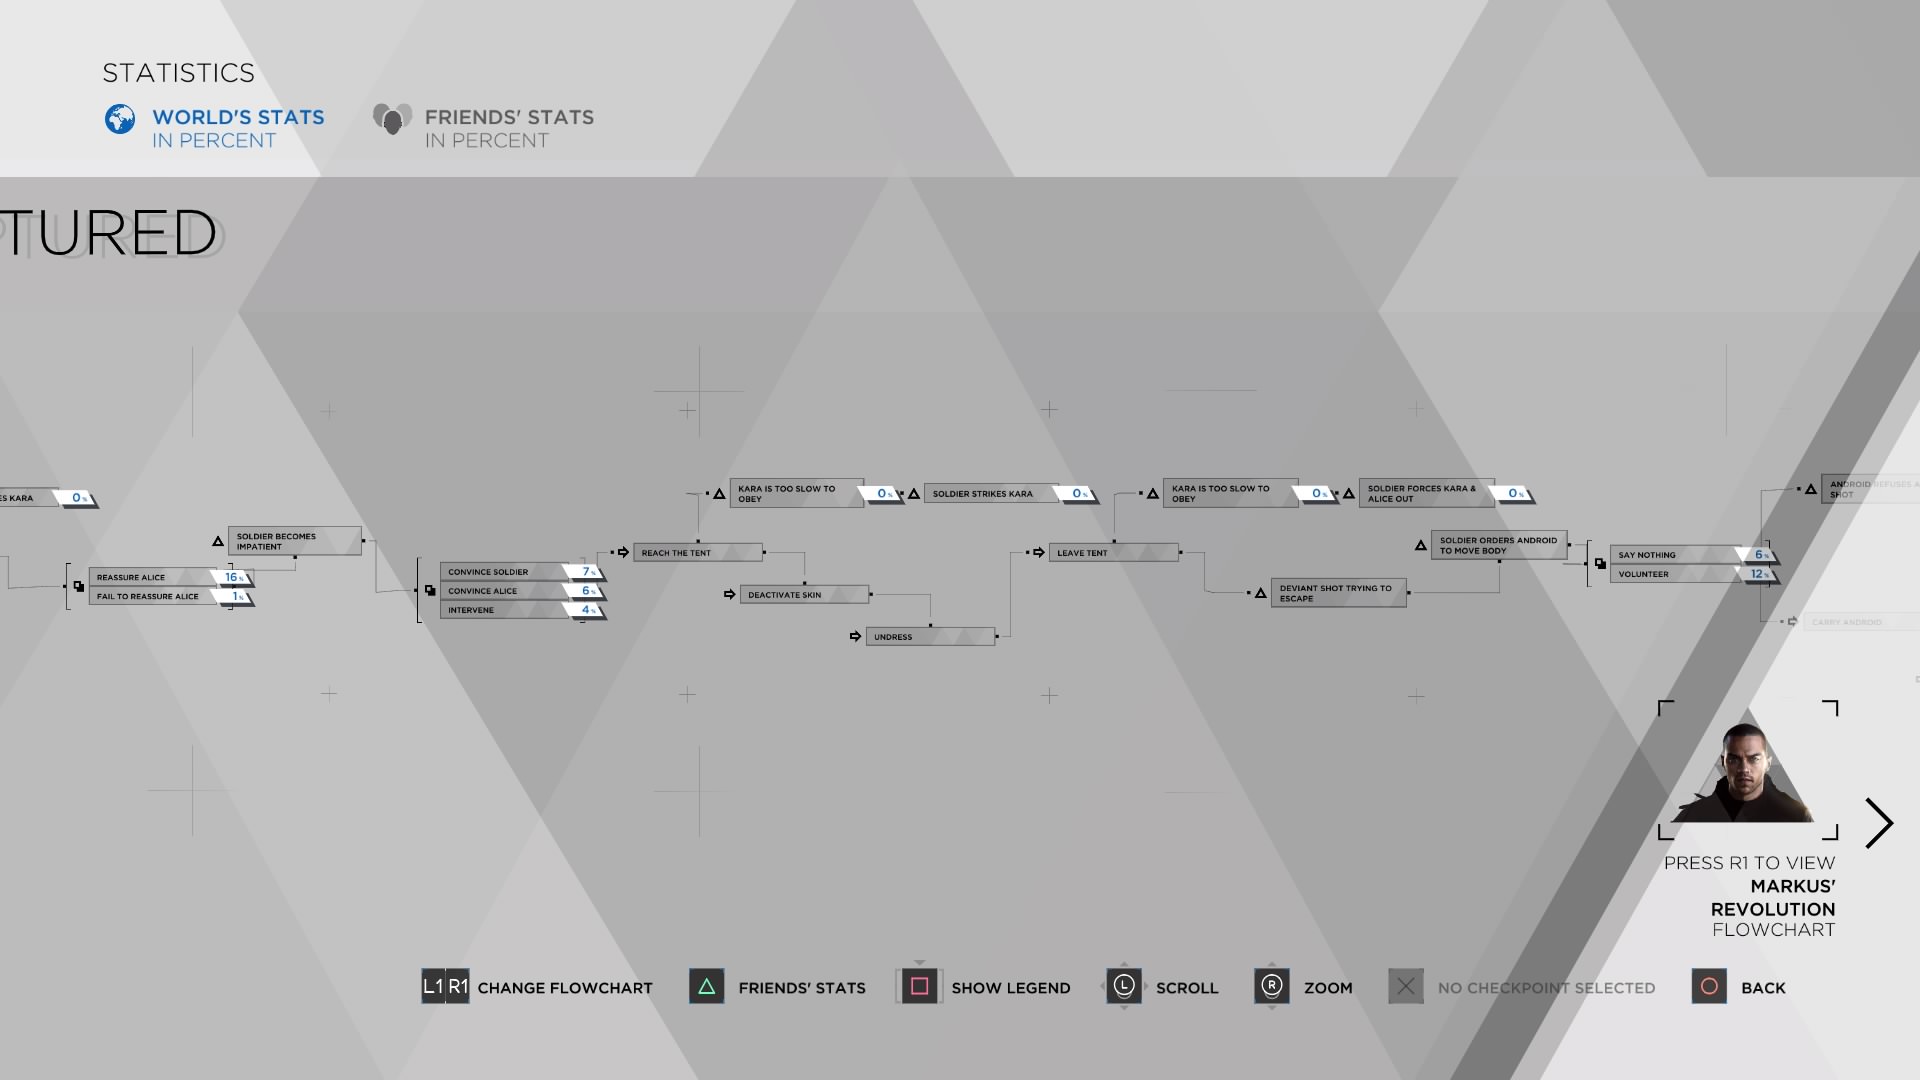 STATISTICS
WORLD'S STATS
IN PERCENT
FRIENDS' STATS
IN PERCENT
TURED
ES KARA
0%
REASSURE ALICE
16%
FAIL TO REASSURE ALICE
1%
SOLDIER BECOMES
IMPATIENT
CONVINCE SOLDIER
7%
CONVINCE ALICE
6%
INTERVENE
4%
REACH THE TENT
KARA IS TOO SLOW TO
OBEY
0%
SOLDIER STRIKES KARA
0%
DEACTIVATE SKIN
UNDRESS
LEAVE TENT
KARA IS TOO SLOW TO
OBEY
0%
SOLDIER FORCES KARA &
ALICE OUT
0%
DEVIANT SHOT TRYING TO
ESCAPE
SOLDIER ORDERS ANDROID
TO MOVE BODY
SAY NOTHING
6%
VOLUNTEER
12%
ANDROID REFUSES A
SHOT
CARRY ANDROID
PRESS R1 TO VIEW
MARKUS'
REVOLUTION
FLOWCHART
L1 R1 CHANGE FLOWCHART
FRIENDS' STATS
SHOW LEGEND
L SCROLL
R ZOOM
NO CHECKPOINT SELECTED
BACK